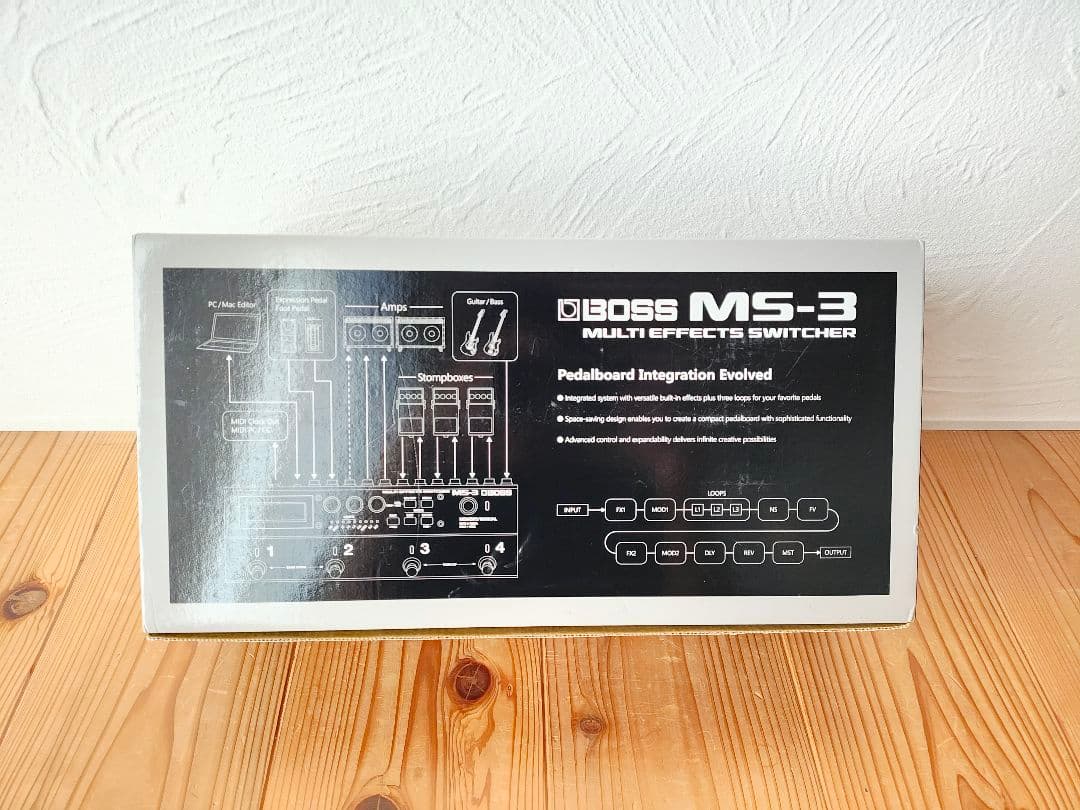 PC/Mac Editor
Expression Pedal
Foot Pedal
Amps
Guitar/Bass
Stompboxes
MIDI Clock Out
MIDI PC/CC
MS-3 BOSS
1 2 3 4
BOSS MS-3
MULTI EFFECTS SWITCHER
Pedalboard Integration Evolved
● Integrated system with versatile built-in effects plus three loops for your favorite pedals
● Space-saving design enables you to create a compact pedalboard with sophisticated functionality
● Advanced control and expandability delivers infinite creative possibilities
LOOPS
INPUT FX1 MOD1 L1 L2 L3 NS FV
FX2 MOD2 DLY REV MST OUTPUT